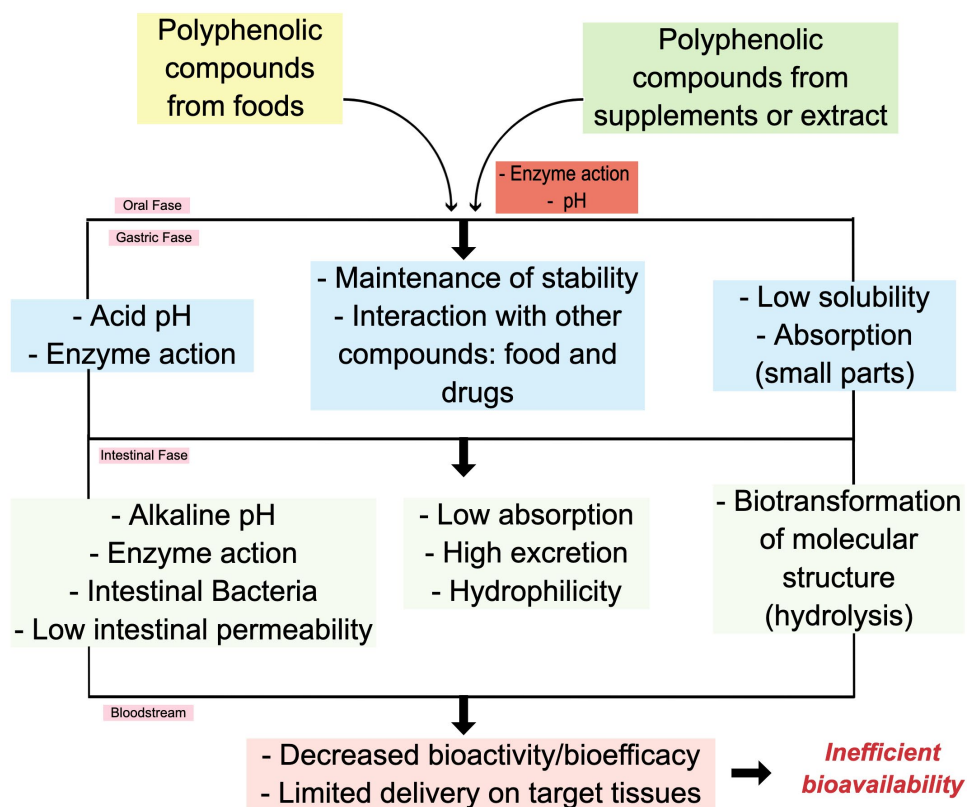 Polyphenolic
compounds
from foods
Polyphenolic
compounds from
supplements or extract
- Enzyme action
- pH
Oral Fase
Gastric Fase
- Acid pH
- Enzyme action
- Maintenance of stability
- Interaction with other
compounds: food and
drugs
- Low solubility
- Absorption
(small parts)
Intestinal Fase
- Alkaline pH
- Enzyme action
- Intestinal Bacteria
- Low intestinal permeability
- Low absorption
- High excretion
- Hydrophilicity
- Biotransformation
of molecular
structure
(hydrolysis)
Bloodstream
- Decreased bioactivity/bioefficacy
- Limited delivery on target tissues
Inefficient
bioavailability